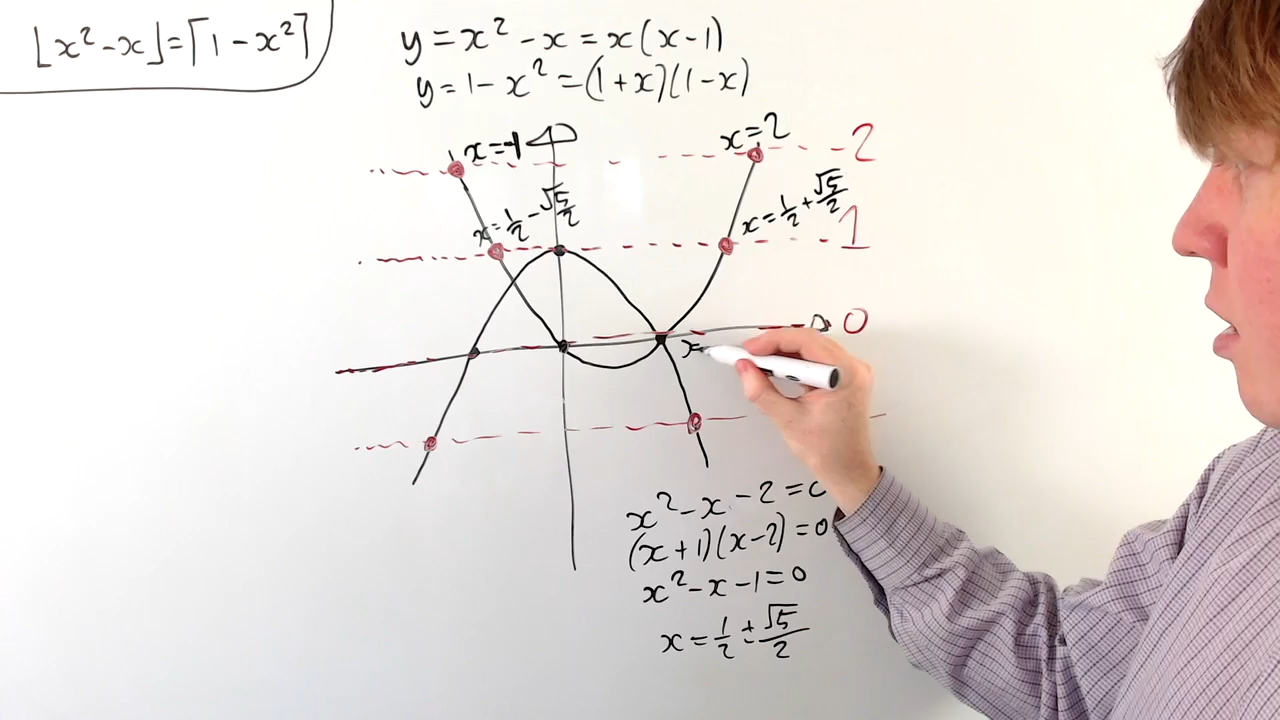 ⌊x² - x⌋ = ⌈1 - x²⌉
y = x² - x = x(x-1)
y = 1 - x² = (1+x)(1-x)
x = -1
x = 2
2
x = 1/2 - √5/2
x = 1/2 + √5/2
1
0
x =
x² - x - 2 = 0
(x+1)(x-2) = 0
x² - x - 1 = 0
x = 1/2 ± √5/2